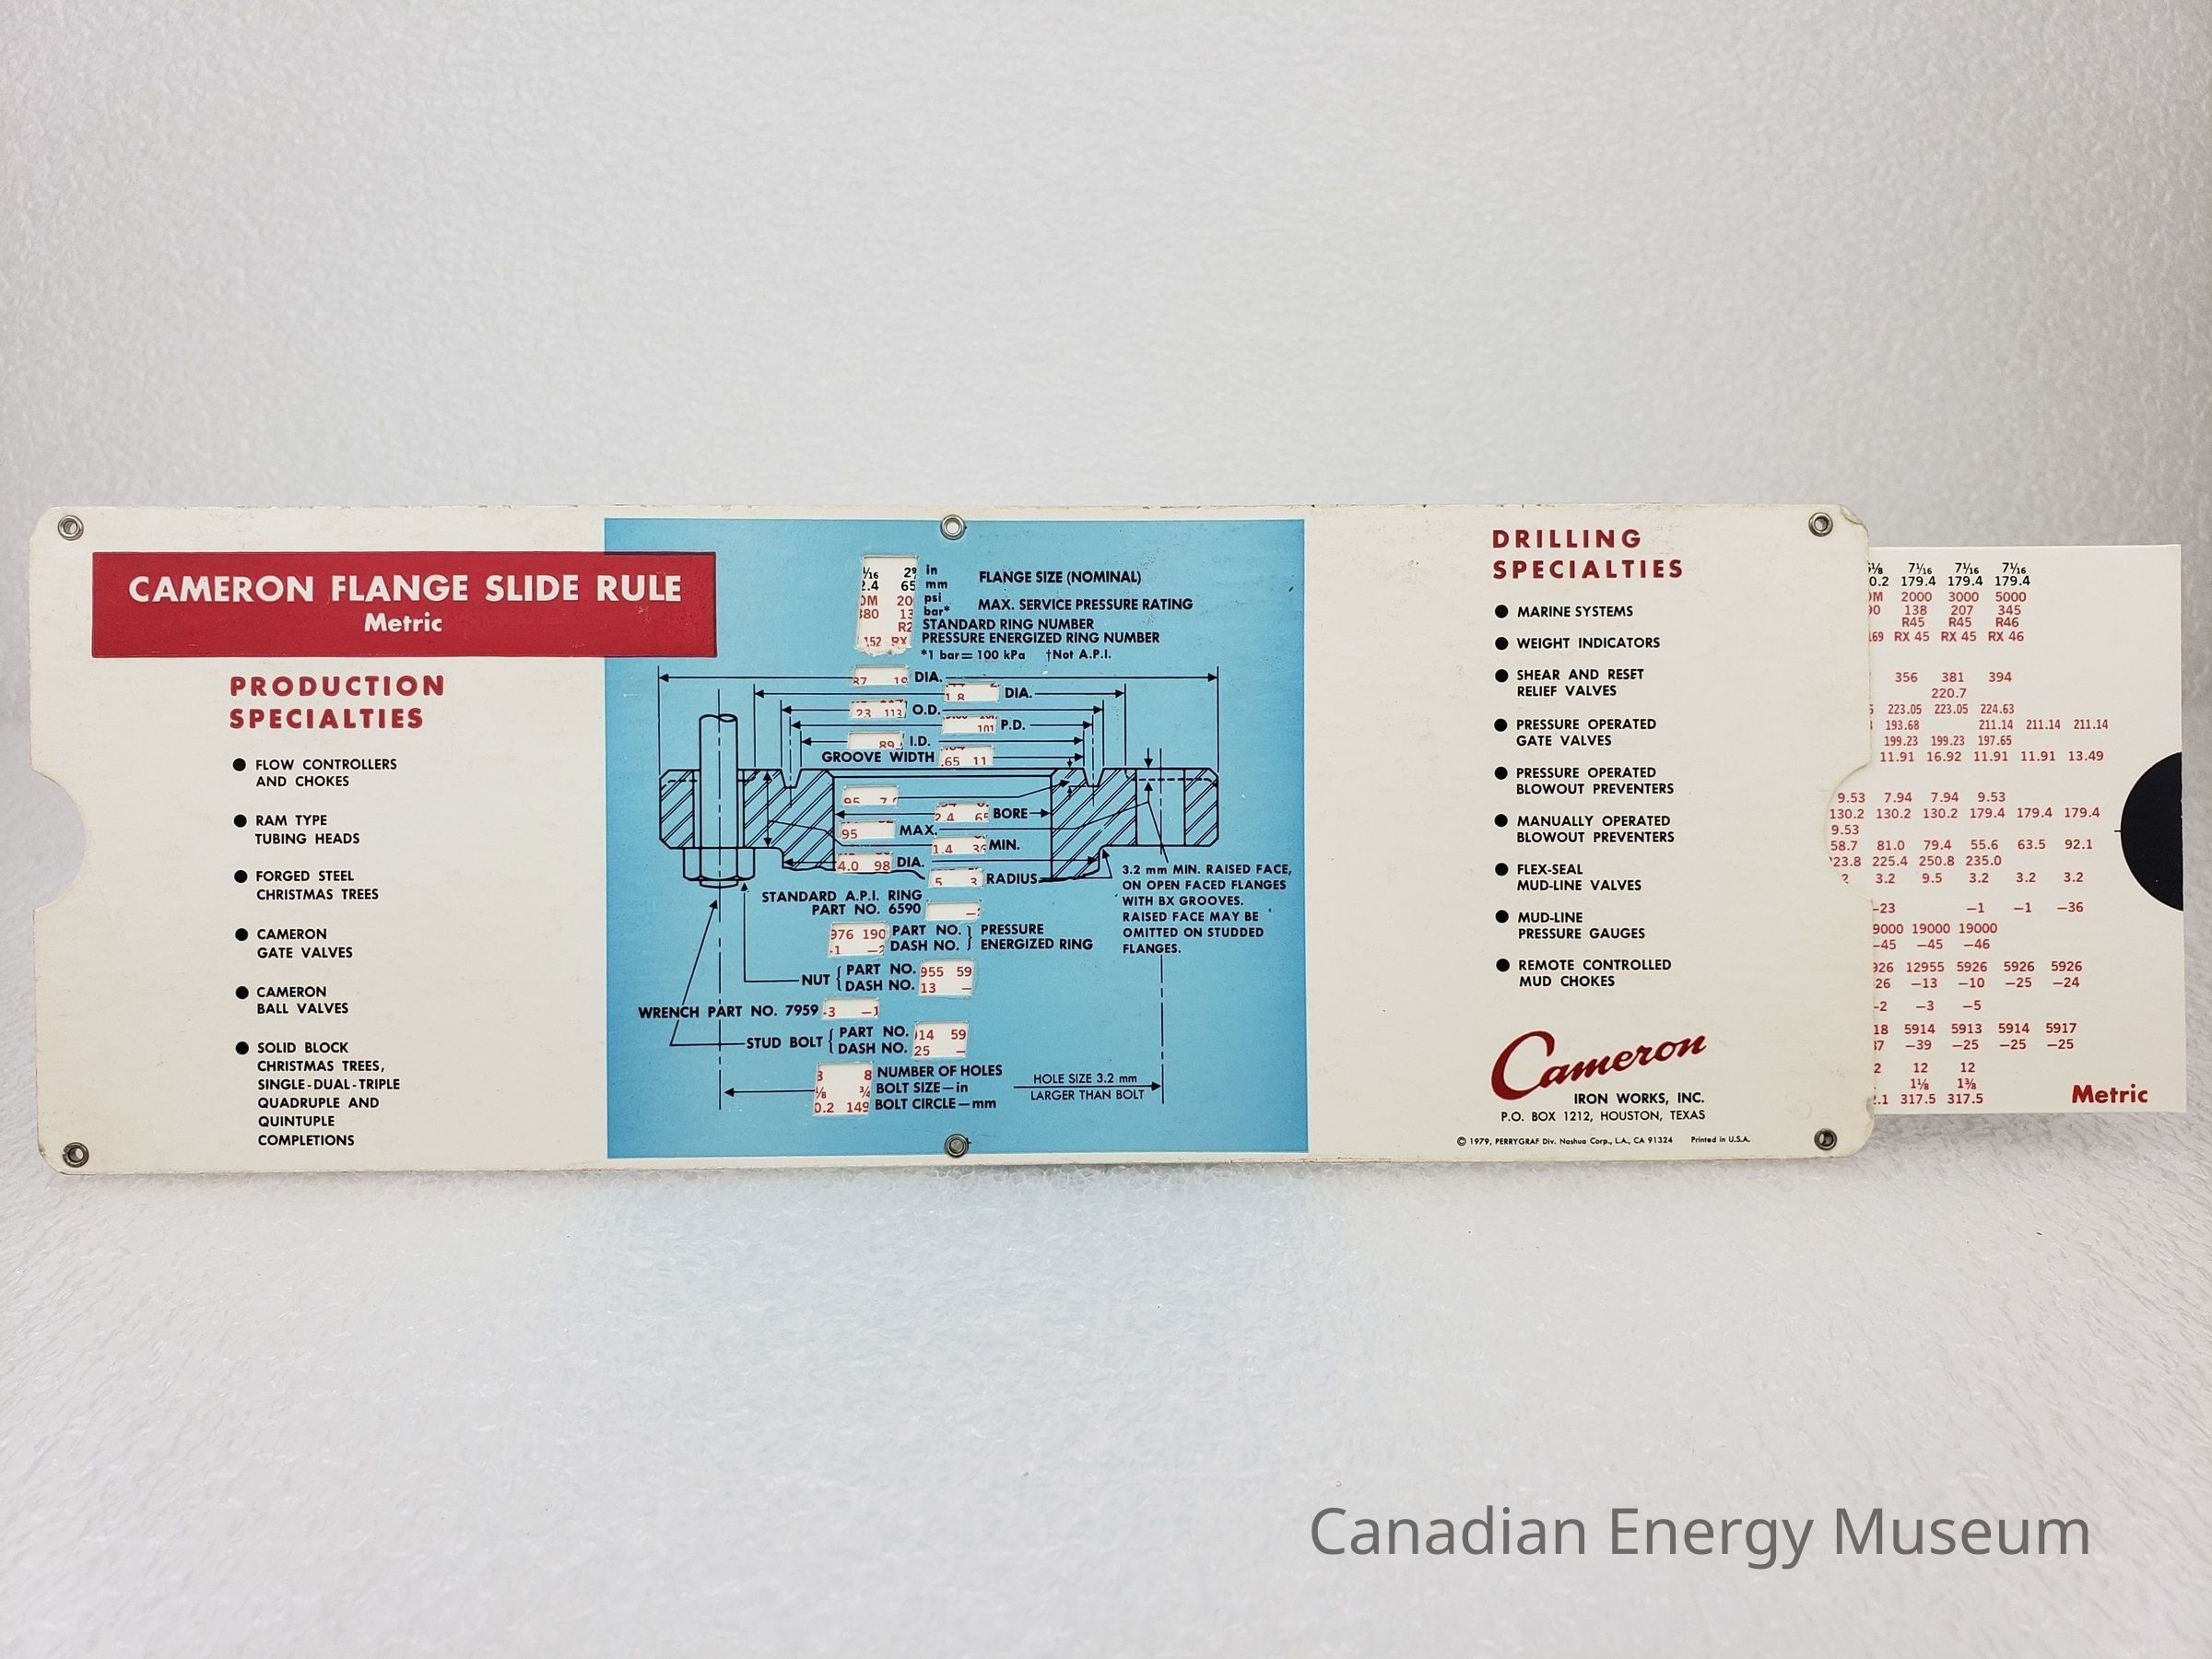 CAMERON FLANGE SLIDE RULE
Metric
PRODUCTION
SPECIALTIES
● FLOW CONTROLLERS
AND CHOKES
● RAM TYPE
TUBING HEADS
● FORGED STEEL
CHRISTMAS TREES
● CAMERON
GATE VALVES
● CAMERON
BALL VALVES
● SOLID BLOCK
CHRISTMAS TREES,
SINGLE-DUAL-TRIPLE
QUADRUPLE AND
QUINTUPLE
COMPLETIONS
in
mm
FLANGE SIZE (NOMINAL)
psi
bar*
MAX. SERVICE PRESSURE RATING
STANDARD RING NUMBER
PRESSURE ENERGIZED RING NUMBER
*1 bar = 100 kPa †Not A.P.I.
DIA.
DIA.
O.D.
P.D.
I.D.
GROOVE WIDTH
BORE
MAX.
MIN.
DIA.
RADIUS
3.2 mm MIN. RAISED FACE,
ON OPEN FACED FLANGES
WITH BX GROOVES.
RAISED FACE MAY BE
OMITTED ON STUDDED
FLANGES.
STANDARD A.P.I. RING
PART NO. 6590
PART NO.
DASH NO.
PRESSURE
ENERGIZED RING
NUT
PART NO.
DASH NO.
WRENCH PART NO. 7959
STUD BOLT
PART NO.
DASH NO.
NUMBER OF HOLES
BOLT SIZE—in
BOLT CIRCLE—mm
HOLE SIZE 3.2 mm
LARGER THAN BOLT
DRILLING
SPECIALTIES
● MARINE SYSTEMS
● WEIGHT INDICATORS
● SHEAR AND RESET
RELIEF VALVES
● PRESSURE OPERATED
GATE VALVES
● PRESSURE OPERATED
BLOWOUT PREVENTERS
● MANUALLY OPERATED
BLOWOUT PREVENTERS
● FLEX-SEAL
MUD-LINE VALVES
● MUD-LINE
PRESSURE GAUGES
● REMOTE CONTROLLED
MUD CHOKES
Cameron
IRON WORKS, INC.
P.O. BOX 1212, HOUSTON, TEXAS
© 1979, PERRYGRAF Div. Nashua Corp., L.A., CA 91324 Printed in U.S.A.
7 1/16 7 1/16 7 1/16
179.4 179.4 179.4
2000 3000 5000
138 207 345
R45 R45 R46
RX 45 RX 45 RX 46
356 381 394
220.7
223.05 223.05 224.63
193.68 211.14 211.14 211.14
199.23 199.23 197.65
11.91 16.92 11.91 11.91 13.49
9.53 7.94 7.94 9.53
130.2 130.2 130.2 179.4 179.4 179.4
9.53
58.7 81.0 79.4 55.6 63.5 92.1
225.4 250.8 235.0
3.2 9.5 3.2 3.2 3.2
–23 –1 –1 –36
19000 19000
–45 –45 –46
12955 5926 5926 5926
–13 –10 –25 –24
–2 –3 –5
5914 5913 5914 5917
–39 –25 –25 –25
12 12
1 1/8 1 3/8
317.5 317.5
Metric
Canadian Energy Museum